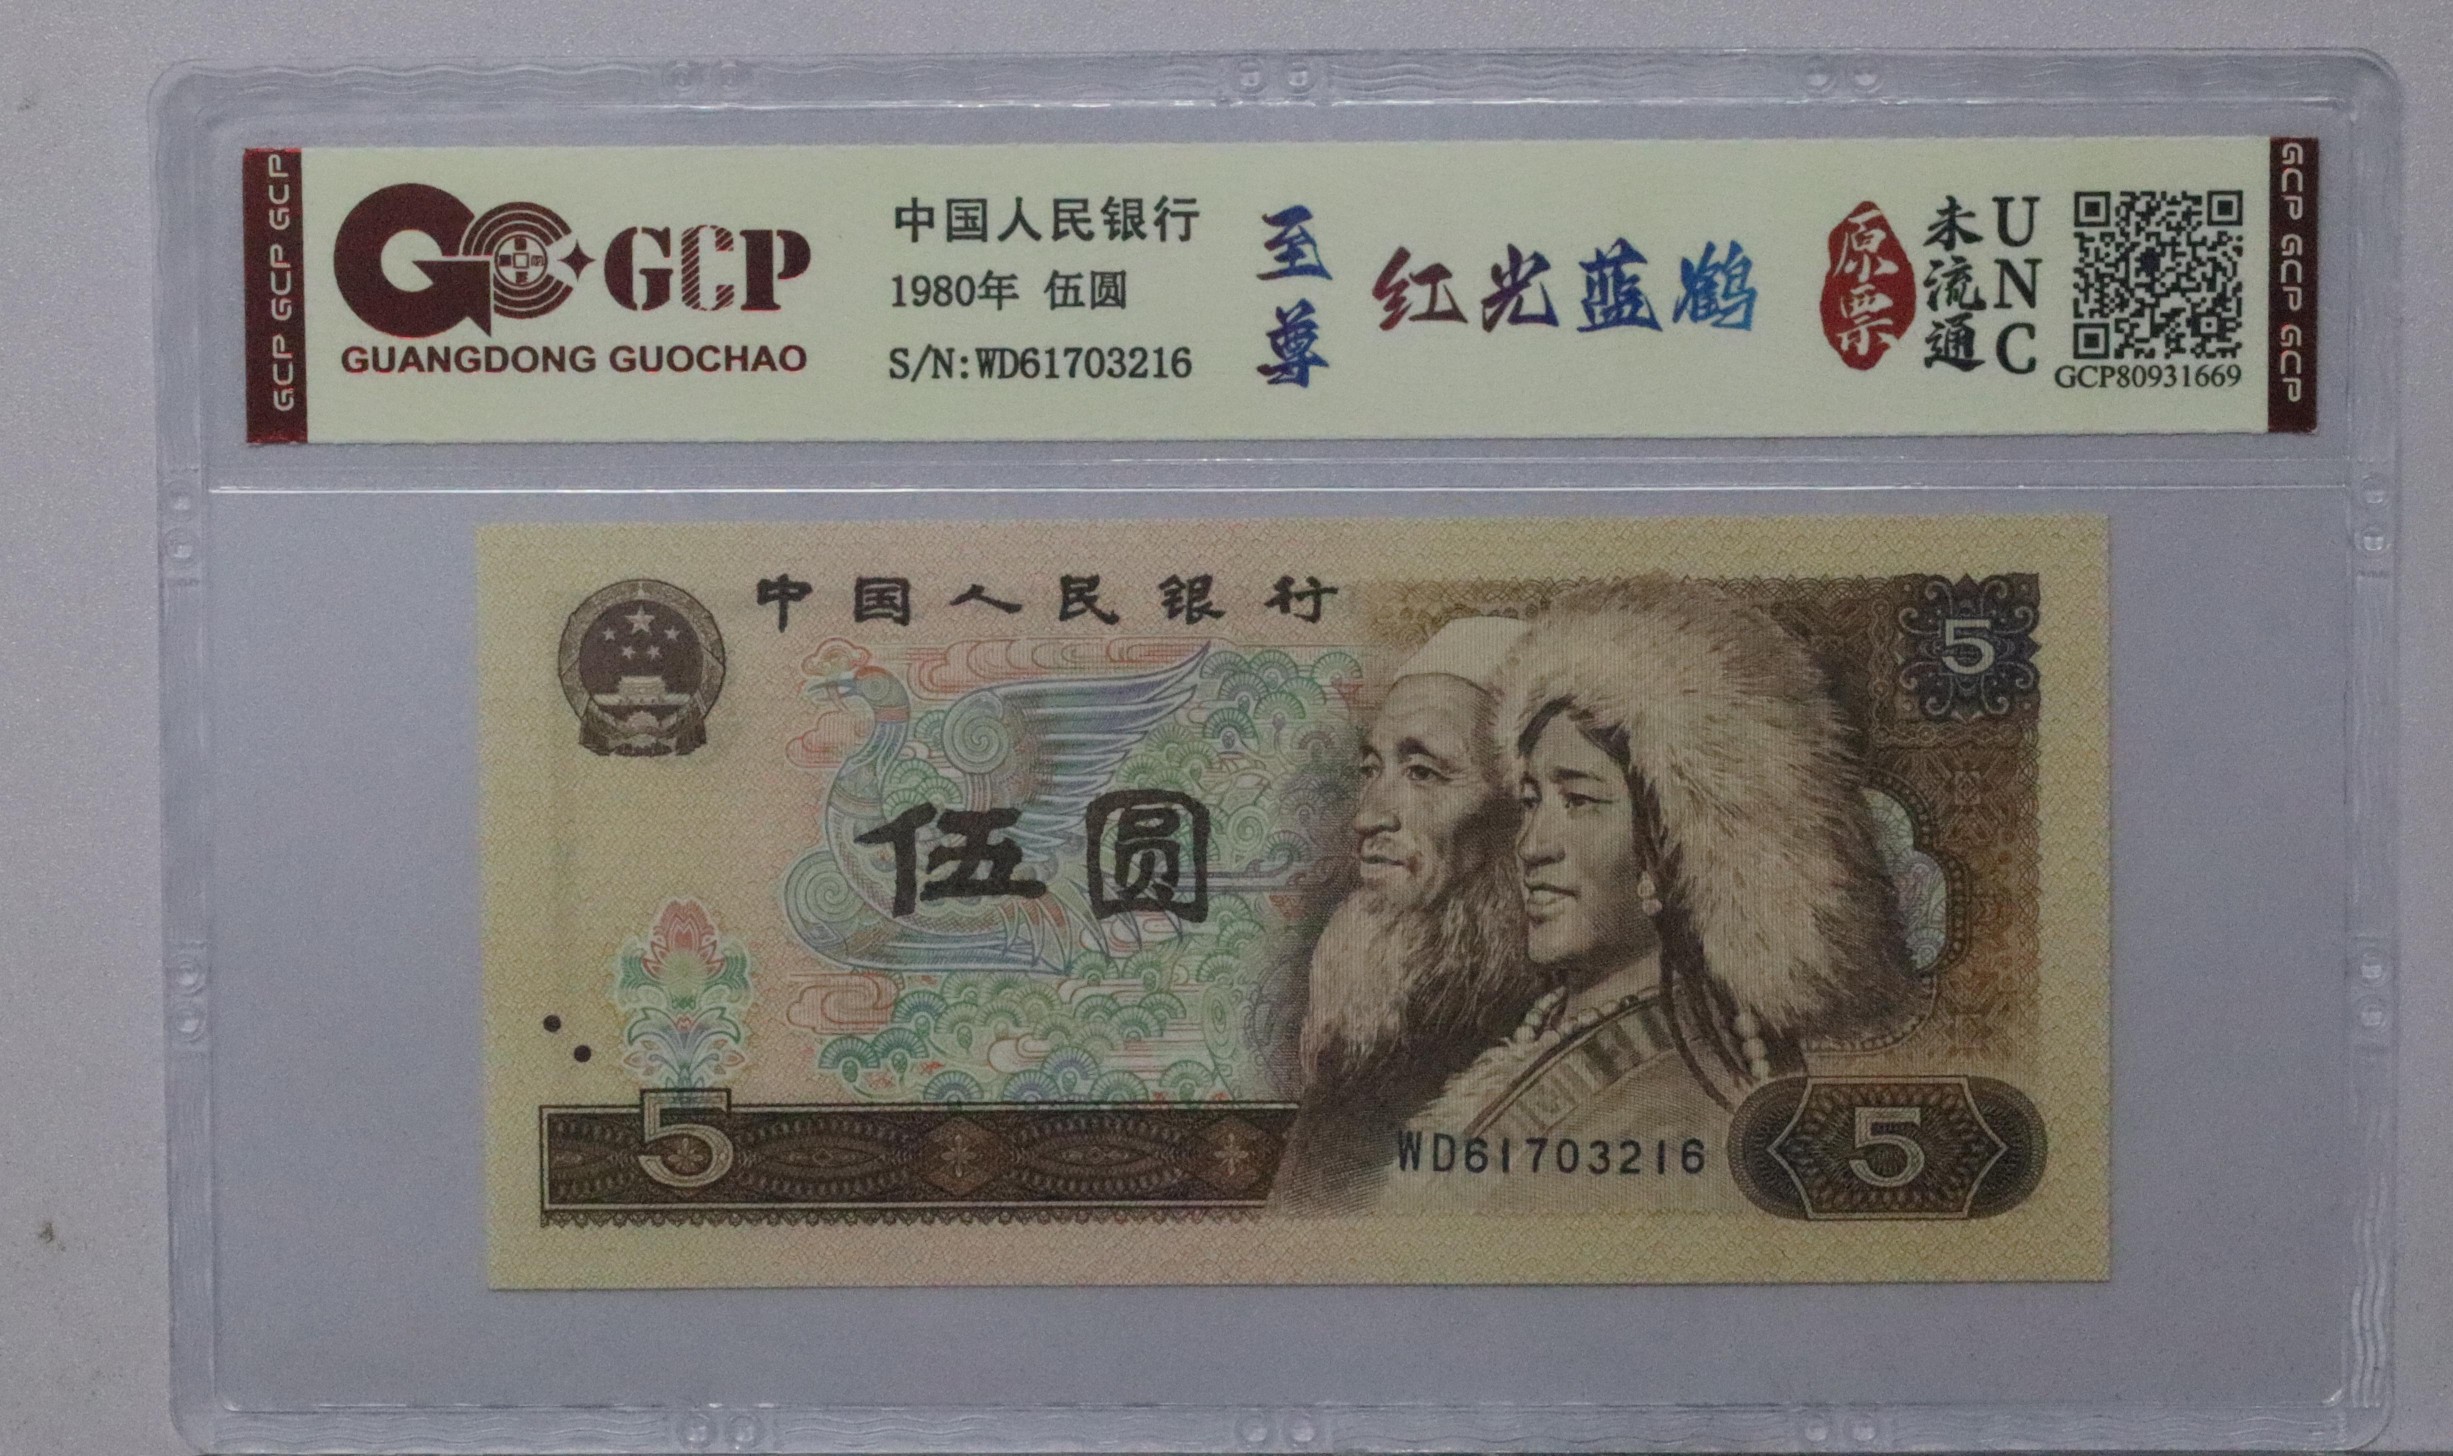 GCP GCP GCP
GCP
GUANGDONG GUOCHAO
中国人民银行
1980年 伍圆
S/N:WD61703216
至尊
红光蓝鹤
原票
未流通
UNC
GCP80931669
GCP GCP GCP
中国人民银行
5
伍圆
5
WD61703216
5